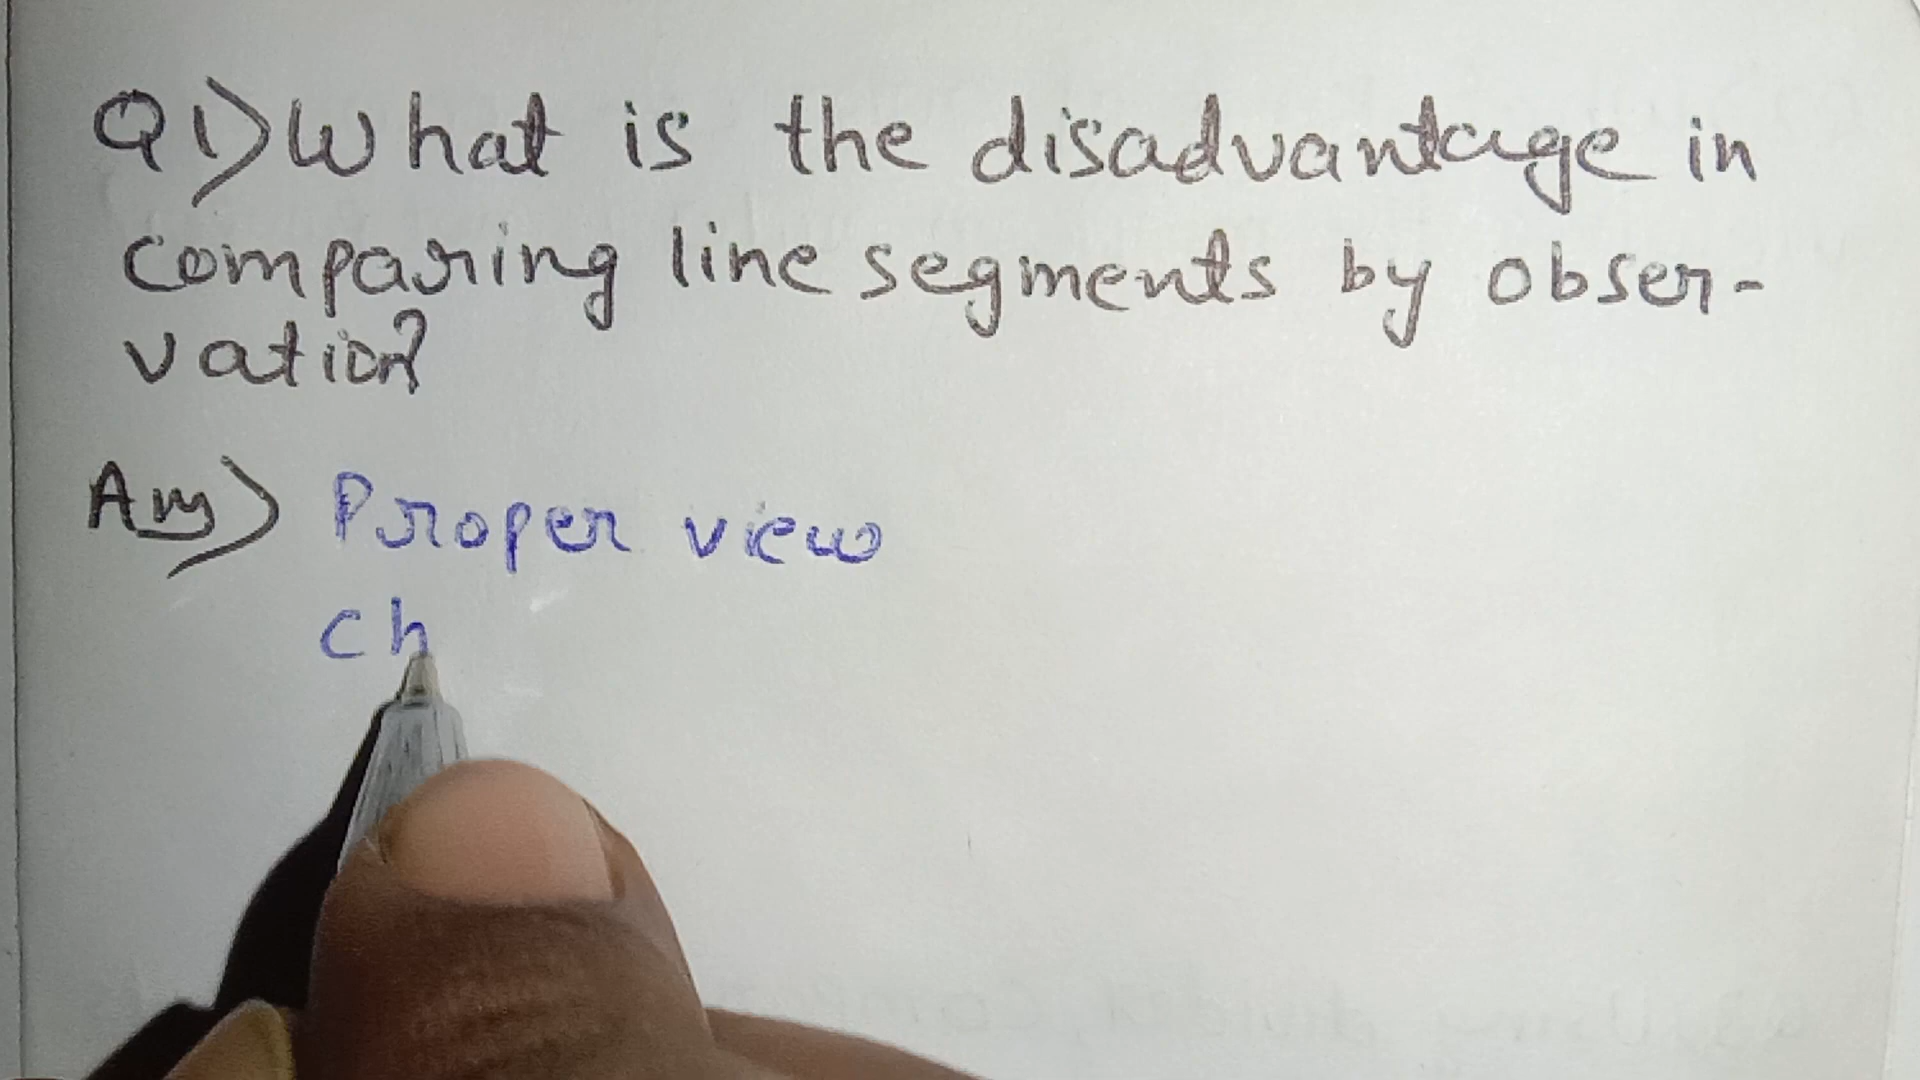 Q1) What is the disadvantage in
comparing line segments by obser-
vation?
Ans) Proper view
ch